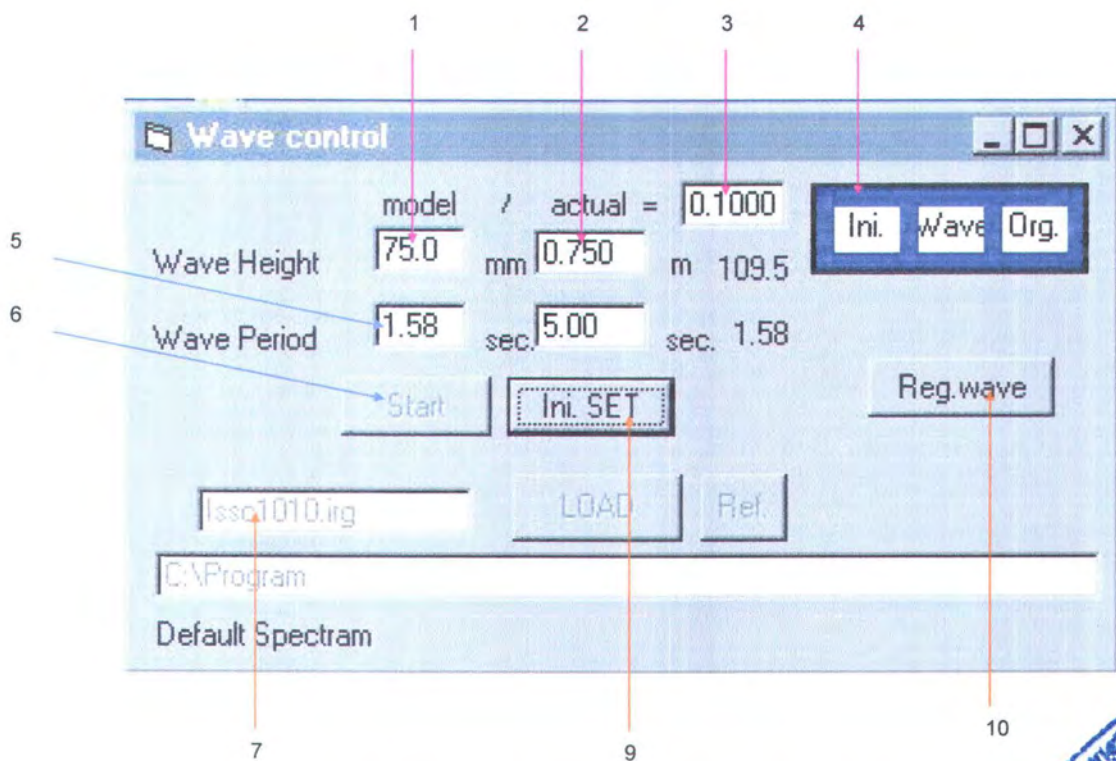 1 2 3 4
Wave control
model / actual = 0.1000
Ini. Wave Org.
5
Wave Height 75.0 mm 0.750 m 109.5
6
Wave Period 1.58 sec. 5.00 sec. 1.58
Start Ini. SET Reg.wave
Issc1010.irg LOAD Ref.
C:\Program
Default Spectram
7 9 10